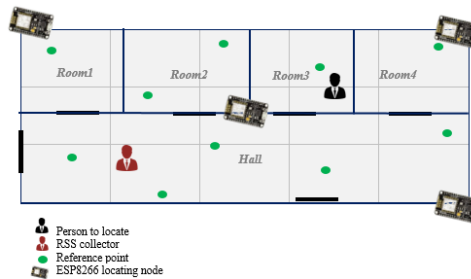 Room1
Room2
Room3
Room4
Hall
Person to locate
RSS collector
Reference point
ESP8266 locating node